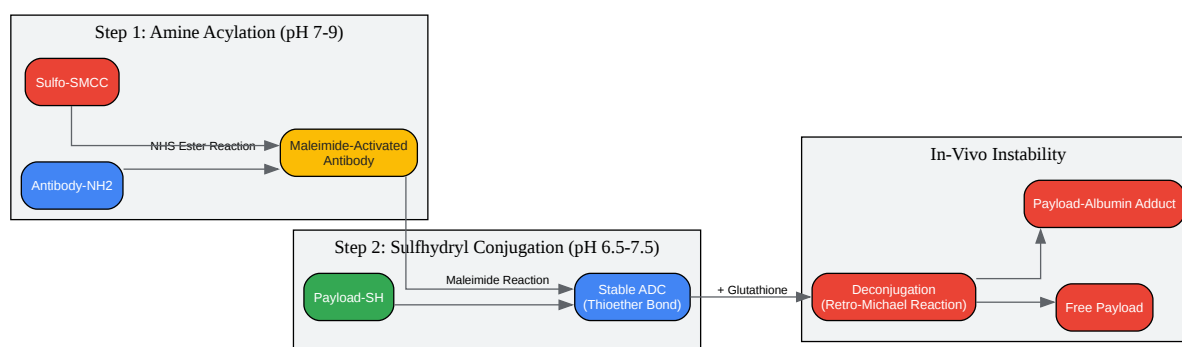 Step 1: Amine Acylation (pH 7-9)
Sulfo-SMCC
NHS Ester Reaction
Maleimide-Activated
Antibody
Antibody-NH2
Step 2: Sulfhydryl Conjugation (pH 6.5-7.5)
Maleimide Reaction
Payload-SH
Stable ADC
(Thioether Bond)
+ Glutathione
In-Vivo Instability
Payload-Albumin Adduct
Deconjugation
(Retro-Michael Reaction)
Free Payload